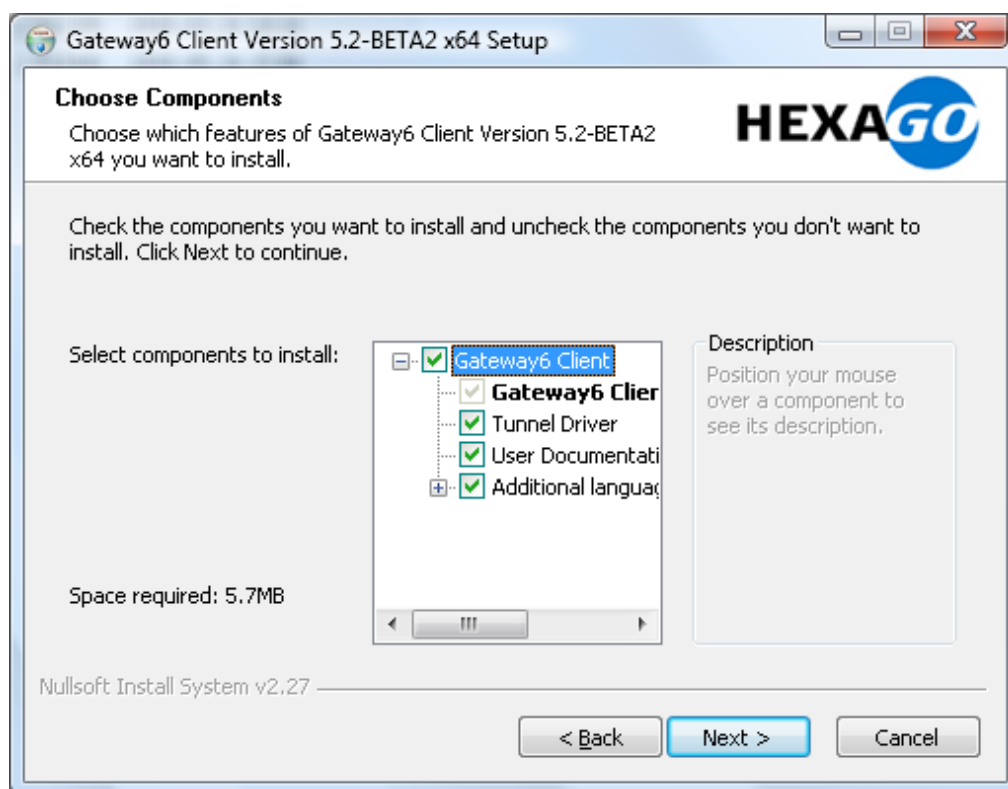 Gateway6 Client Version 5.2-BETA2 x64 Setup
Choose Components
Choose which features of Gateway6 Client Version 5.2-BETA2
x64 you want to install.
HEXAGO
Check the components you want to install and uncheck the components you don't want to
install. Click Next to continue.
Select components to install:
Gateway6 Client
Gateway6 Clier
Tunnel Driver
User Documentati
Additional languag
Description
Position your mouse
over a component to
see its description.
Space required: 5.7MB
Nullsoft Install System v2.27
< Back
Next >
Cancel